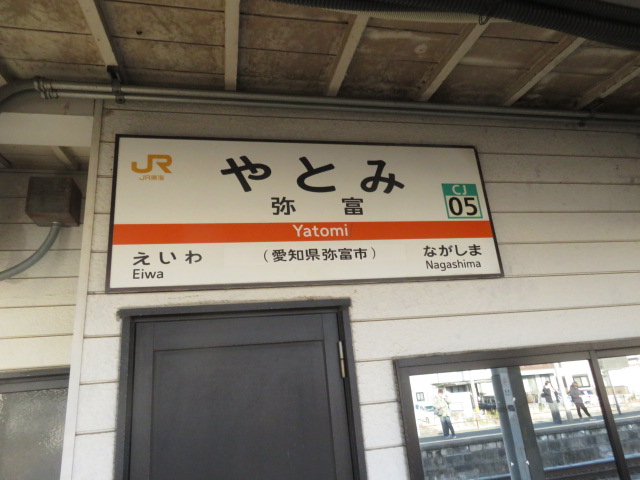 JR
JR東海
やとみ
弥富
CJ
05
Yatomi
えいわ
Eiwa
(愛知県弥富市)
ながしま
Nagashima